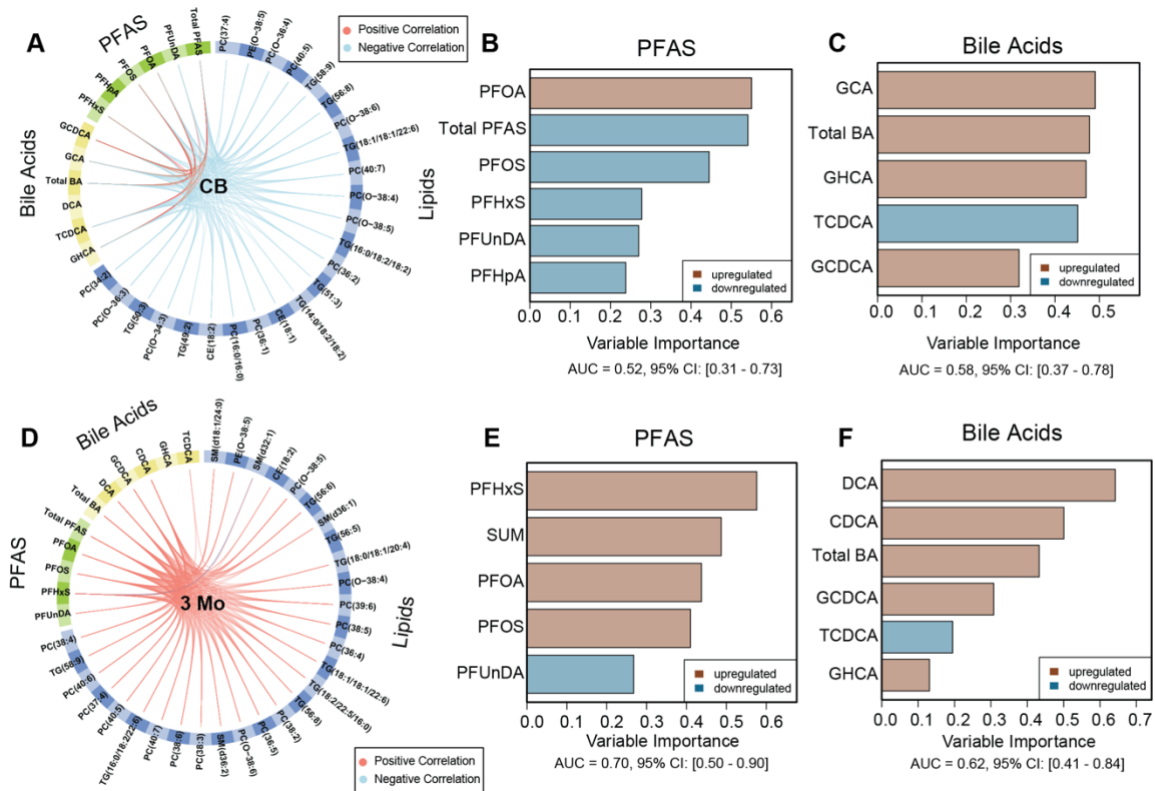 A
PFAS
Bile Acids
Lipids
CB
Positive Correlation
Negative Correlation
PFHxS
PFHpA
PFOS
PFOA
PFUnDA
Total PFAS
PC(37:4)
PE(O−38:5)
PC(O−36:4)
PC(40:5)
TG(58:9)
TG(56:8)
PC(O−38:6)
TG(18:1/18:1/22:6)
PC(40:7)
PC(O−38:4)
PC(O−38:5)
TG(16:0/18:2/18:2)
PC(36:2)
TG(51:3)
TG(14:0/18:2/18:2)
CE(18:1)
PC(36:1)
PC(16:0/16:0)
CE(18:2)
TG(49:2)
PC(O−34:3)
TG(50:3)
PC(O−36:3)
PC(34:2)
GHCA
TCDCA
DCA
Total BA
GCA
GCDCA
B
PFAS
PFOA
Total PFAS
PFOS
PFHxS
PFUnDA
PFHpA
upregulated
downregulated
0.0 0.1 0.2 0.3 0.4 0.5 0.6
Variable Importance
AUC = 0.52, 95% CI: [0.31 - 0.73]
C
Bile Acids
GCA
Total BA
GHCA
TCDCA
GCDCA
upregulated
downregulated
0.0 0.1 0.2 0.3 0.4 0.5
Variable Importance
AUC = 0.58, 95% CI: [0.37 - 0.78]
D
Bile Acids
PFAS
Lipids
3 Mo
Total BA
DCA
GCDCA
CDCA
GHCA
TCDCA
SM(d18:1/24:0)
PE(O−38:5)
SM(d32:1)
CE(18:2)
PC(O−38:5)
TG(56:6)
SM(d36:1)
TG(56:5)
TG(18:0/18:1/20:4)
PC(O−38:4)
PC(39:6)
PC(38:5)
PC(36:4)
TG(18:1/18:1/22:6)
TG(18:2/22:5/16:0)
TG(56:8)
PC(38:2)
PC(36:5)
PC(O−38:6)
SM(d36:2)
PC(38:3)
PC(38:6)
PC(40:7)
TG(16:0/18:2/22:6)
PC(40:5)
PC(37:4)
PC(40:6)
TG(58:9)
PC(38:4)
PFUnDA
PFHxS
PFOS
PFOA
Total PFAS
Positive Correlation
Negative Correlation
E
PFAS
PFHxS
SUM
PFOA
PFOS
PFUnDA
upregulated
downregulated
0.0 0.1 0.2 0.3 0.4 0.5 0.6
Variable Importance
AUC = 0.70, 95% CI: [0.50 - 0.90]
F
Bile Acids
DCA
CDCA
Total BA
GCDCA
TCDCA
GHCA
upregulated
downregulated
0.0 0.1 0.2 0.3 0.4 0.5 0.6 0.7
Variable Importance
AUC = 0.62, 95% CI: [0.41 - 0.84]